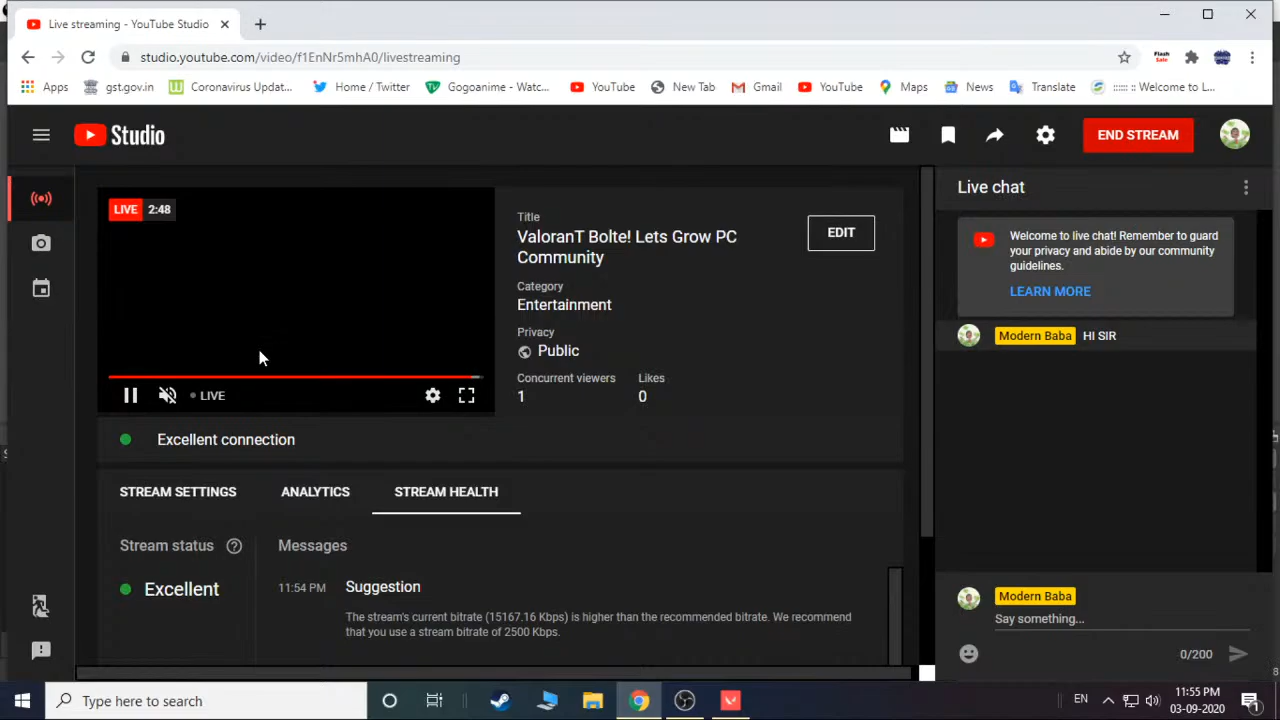 Live streaming - YouTube Studio
studio.youtube.com/video/f1EnNr5mhA0/livestreaming
Flash Sale
Apps gst.gov.in Coronavirus Updat... Home / Twitter Gogoanime - Watc... YouTube New Tab Gmail YouTube Maps News Translate :::::: :: Welcome to L...
Studio
END STREAM
LIVE 2:48
LIVE
Title
ValoranT Bolte! Lets Grow PC
Community
EDIT
Category
Entertainment
Privacy
Public
Concurrent viewers Likes
1 0
Excellent connection
STREAM SETTINGS ANALYTICS STREAM HEALTH
Stream status Messages
Excellent
11:54 PM Suggestion
The stream's current bitrate (15167.16 Kbps) is higher than the recommended bitrate. We recommend
that you use a stream bitrate of 2500 Kbps.
Live chat
Welcome to live chat! Remember to guard
your privacy and abide by our community
guidelines.
LEARN MORE
Modern Baba HI SIR
Modern Baba
Say something...
0/200
Type here to search
EN
11:55 PM
03-09-2020
1